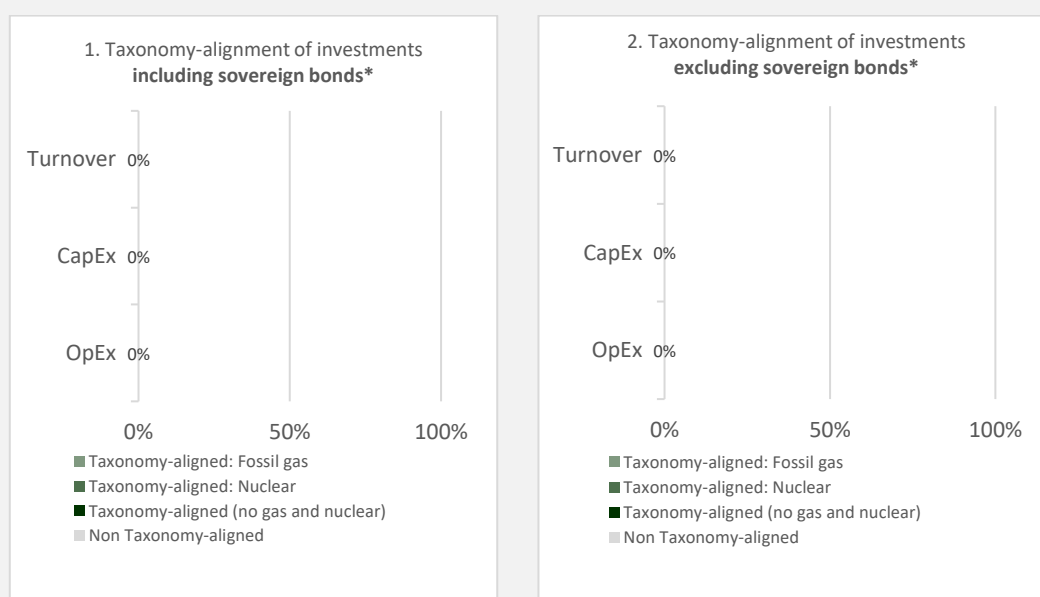 1. Taxonomy-alignment of investments
including sovereign bonds*
Turnover 0%
CapEx 0%
OpEx 0%
0% 50% 100%
Taxonomy-aligned: Fossil gas
Taxonomy-aligned: Nuclear
Taxonomy-aligned (no gas and nuclear)
Non Taxonomy-aligned
2. Taxonomy-alignment of investments
excluding sovereign bonds*
Turnover 0%
CapEx 0%
OpEx 0%
0% 50% 100%
Taxonomy-aligned: Fossil gas
Taxonomy-aligned: Nuclear
Taxonomy-aligned (no gas and nuclear)
Non Taxonomy-aligned